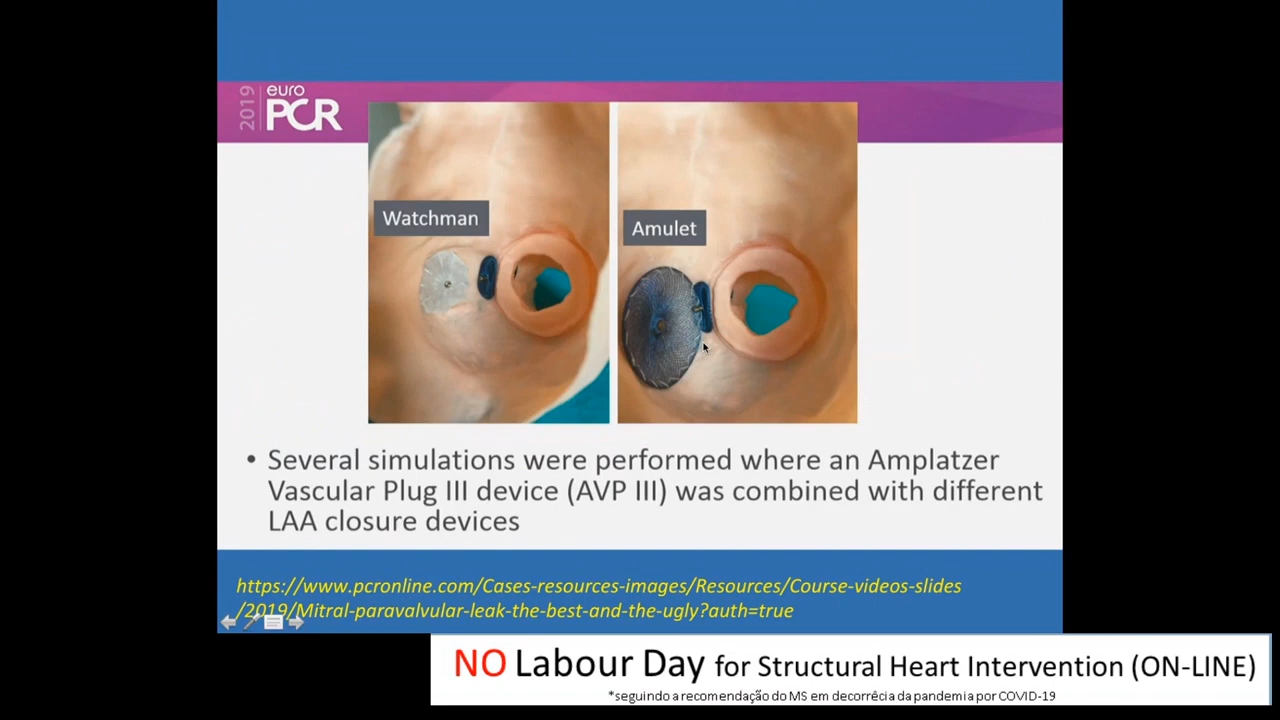 2019
euro
PCR
Watchman
Amulet
• Several simulations were performed where an Amplatzer
Vascular Plug III device (AVP III) was combined with different
LAA closure devices
https://www.pcronline.com/Cases-resources-images/Resources/Course-videos-slides
/2019/Mitral-paravalvular-leak-the-best-and-the-ugly?auth=true
NO Labour Day for Structural Heart Intervention (ON-LINE)
*seguindo a recomendação do MS em decorrêcia da pandemia por COVID-19